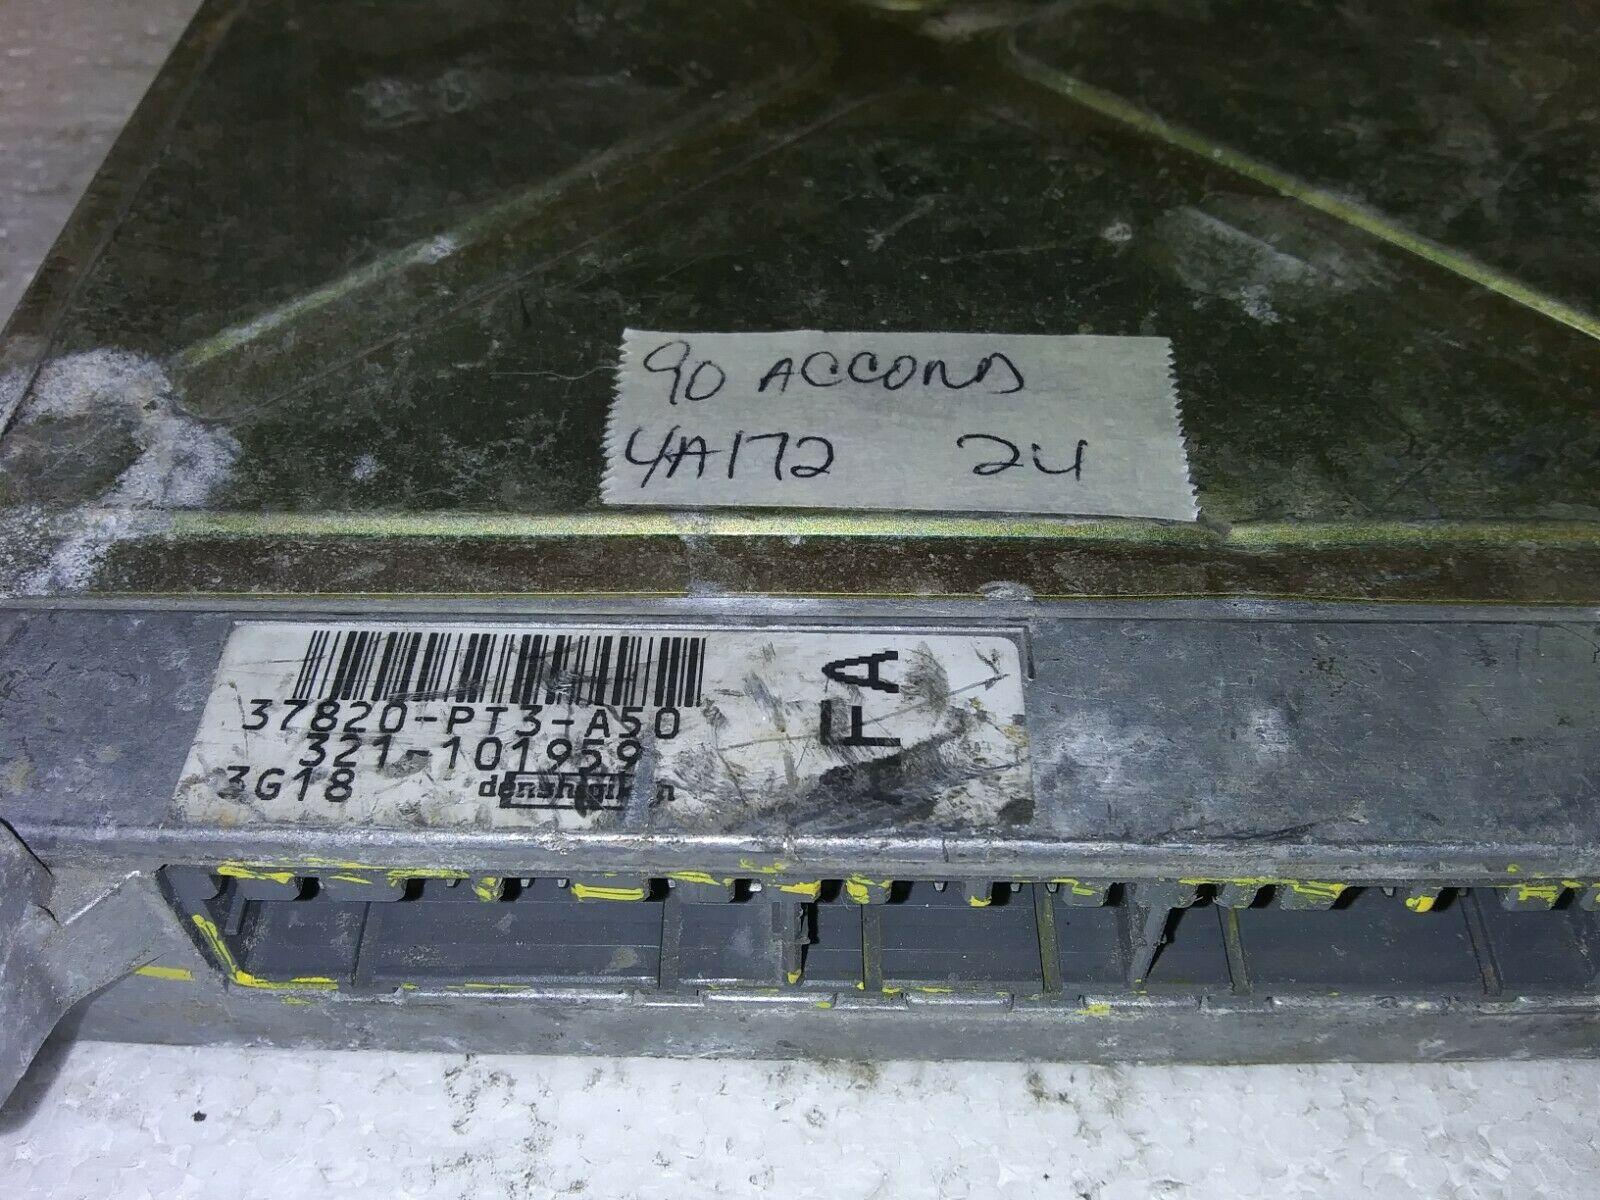 90 ACCORD
4A172 24
37820-PT3-A50
321-101959
3G18
FA